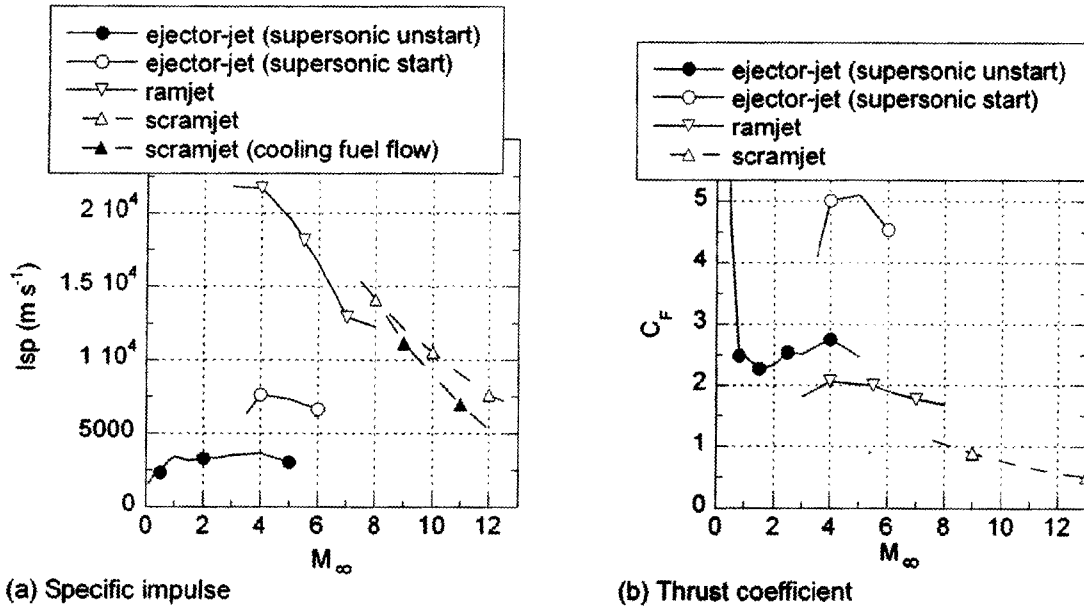 ejector-jet (supersonic unstart)
ejector-jet (supersonic start)
ramjet
scramjet
scramjet (cooling fuel flow)
2 10⁴
1.5 10⁴
1 10⁴
5000
0
Isp (m s⁻¹)
0 2 4 6 8 10 12
M∞
(a) Specific impulse
ejector-jet (supersonic unstart)
ejector-jet (supersonic start)
ramjet
scramjet
5
4
3
2
1
0
C_F
0 2 4 6 8 10 12
M∞
(b) Thrust coefficient